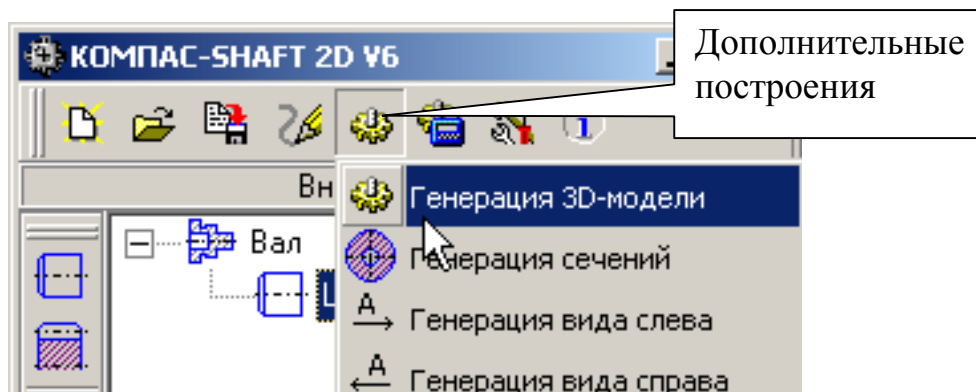 КОМПАС-SHAFT 2D V6
Дополнительные
построения
Вн
Генерация 3D-модели
Вал
Генерация сечений
А
Генерация вида слева
А
Генерация вида справа